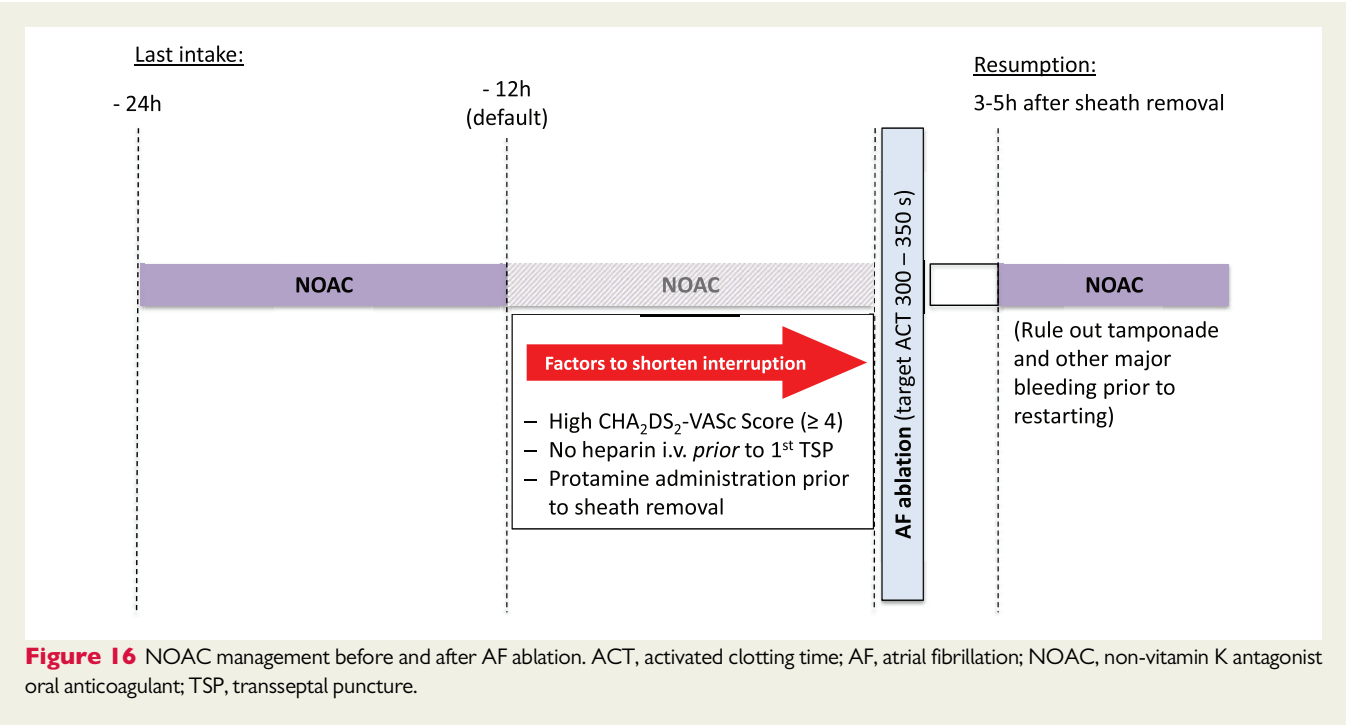 Last intake:
- 24h
- 12h
(default)
Resumption:
3-5h after sheath removal
NOAC
NOAC
AF ablation (target ACT 300 – 350 s)
NOAC
Factors to shorten interruption
– High CHA₂DS₂-VASc Score (≥ 4)
– No heparin i.v. prior to 1st TSP
– Protamine administration prior
to sheath removal
(Rule out tamponade
and other major
bleeding prior to
restarting)
Figure 16 NOAC management before and after AF ablation. ACT, activated clotting time; AF, atrial fibrillation; NOAC, non-vitamin K antagonist
oral anticoagulant; TSP, transseptal puncture.